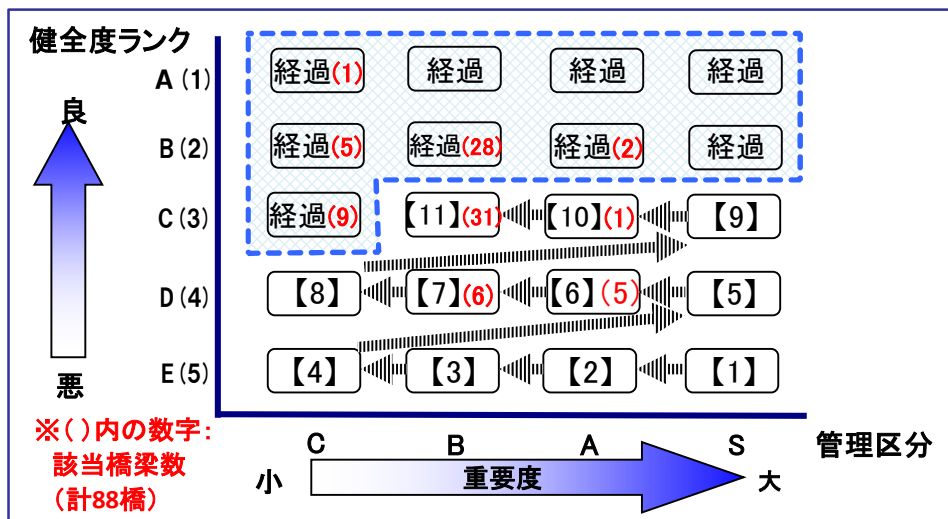 健全度ランク
A(1) 経過(1) 経過 経過 経過
良
B(2) 経過(5) 経過(28) 経過(2) 経過
C(3) 経過(9) 【11】(31) 【10】(1) 【9】
D(4) 【8】 【7】(6) 【6】(5) 【5】
E(5) 【4】 【3】 【2】 【1】
悪
※( )内の数字:
該当橋梁数
(計88橋)
C B A S 管理区分
小 重要度 大